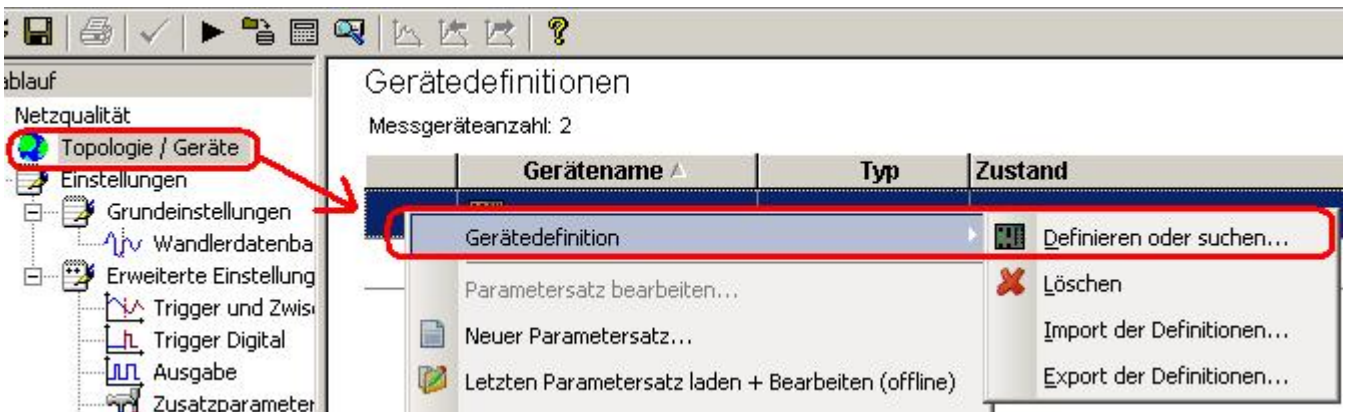 ablauf
Netzqualität
Topologie / Geräte
Einstellungen
Grundeinstellungen
Wandlerdatenba
Erweiterte Einstellung
Trigger und Zwis
Trigger Digital
Ausgabe
Zusatzparameter
Gerätedefinitionen
Messgeräteanzahl: 2
Gerätename Typ Zustand
Gerätedefinition
Parametersatz bearbeiten...
Neuer Parametersatz...
Letzten Parametersatz laden + Bearbeiten (offline)
Definieren oder suchen...
Löschen
Import der Definitionen...
Export der Definitionen...